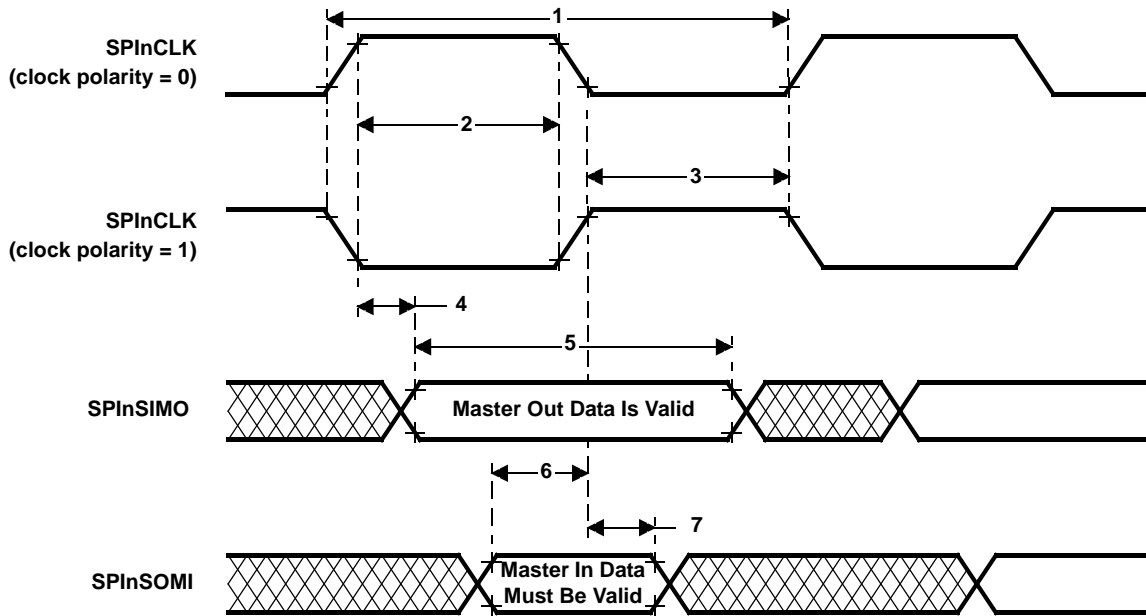 1
SPInCLK
(clock polarity = 0)
2
3
SPInCLK
(clock polarity = 1)
4
5
SPInSIMO
Master Out Data Is Valid
6
7
SPInSOMI
Master In Data
Must Be Valid